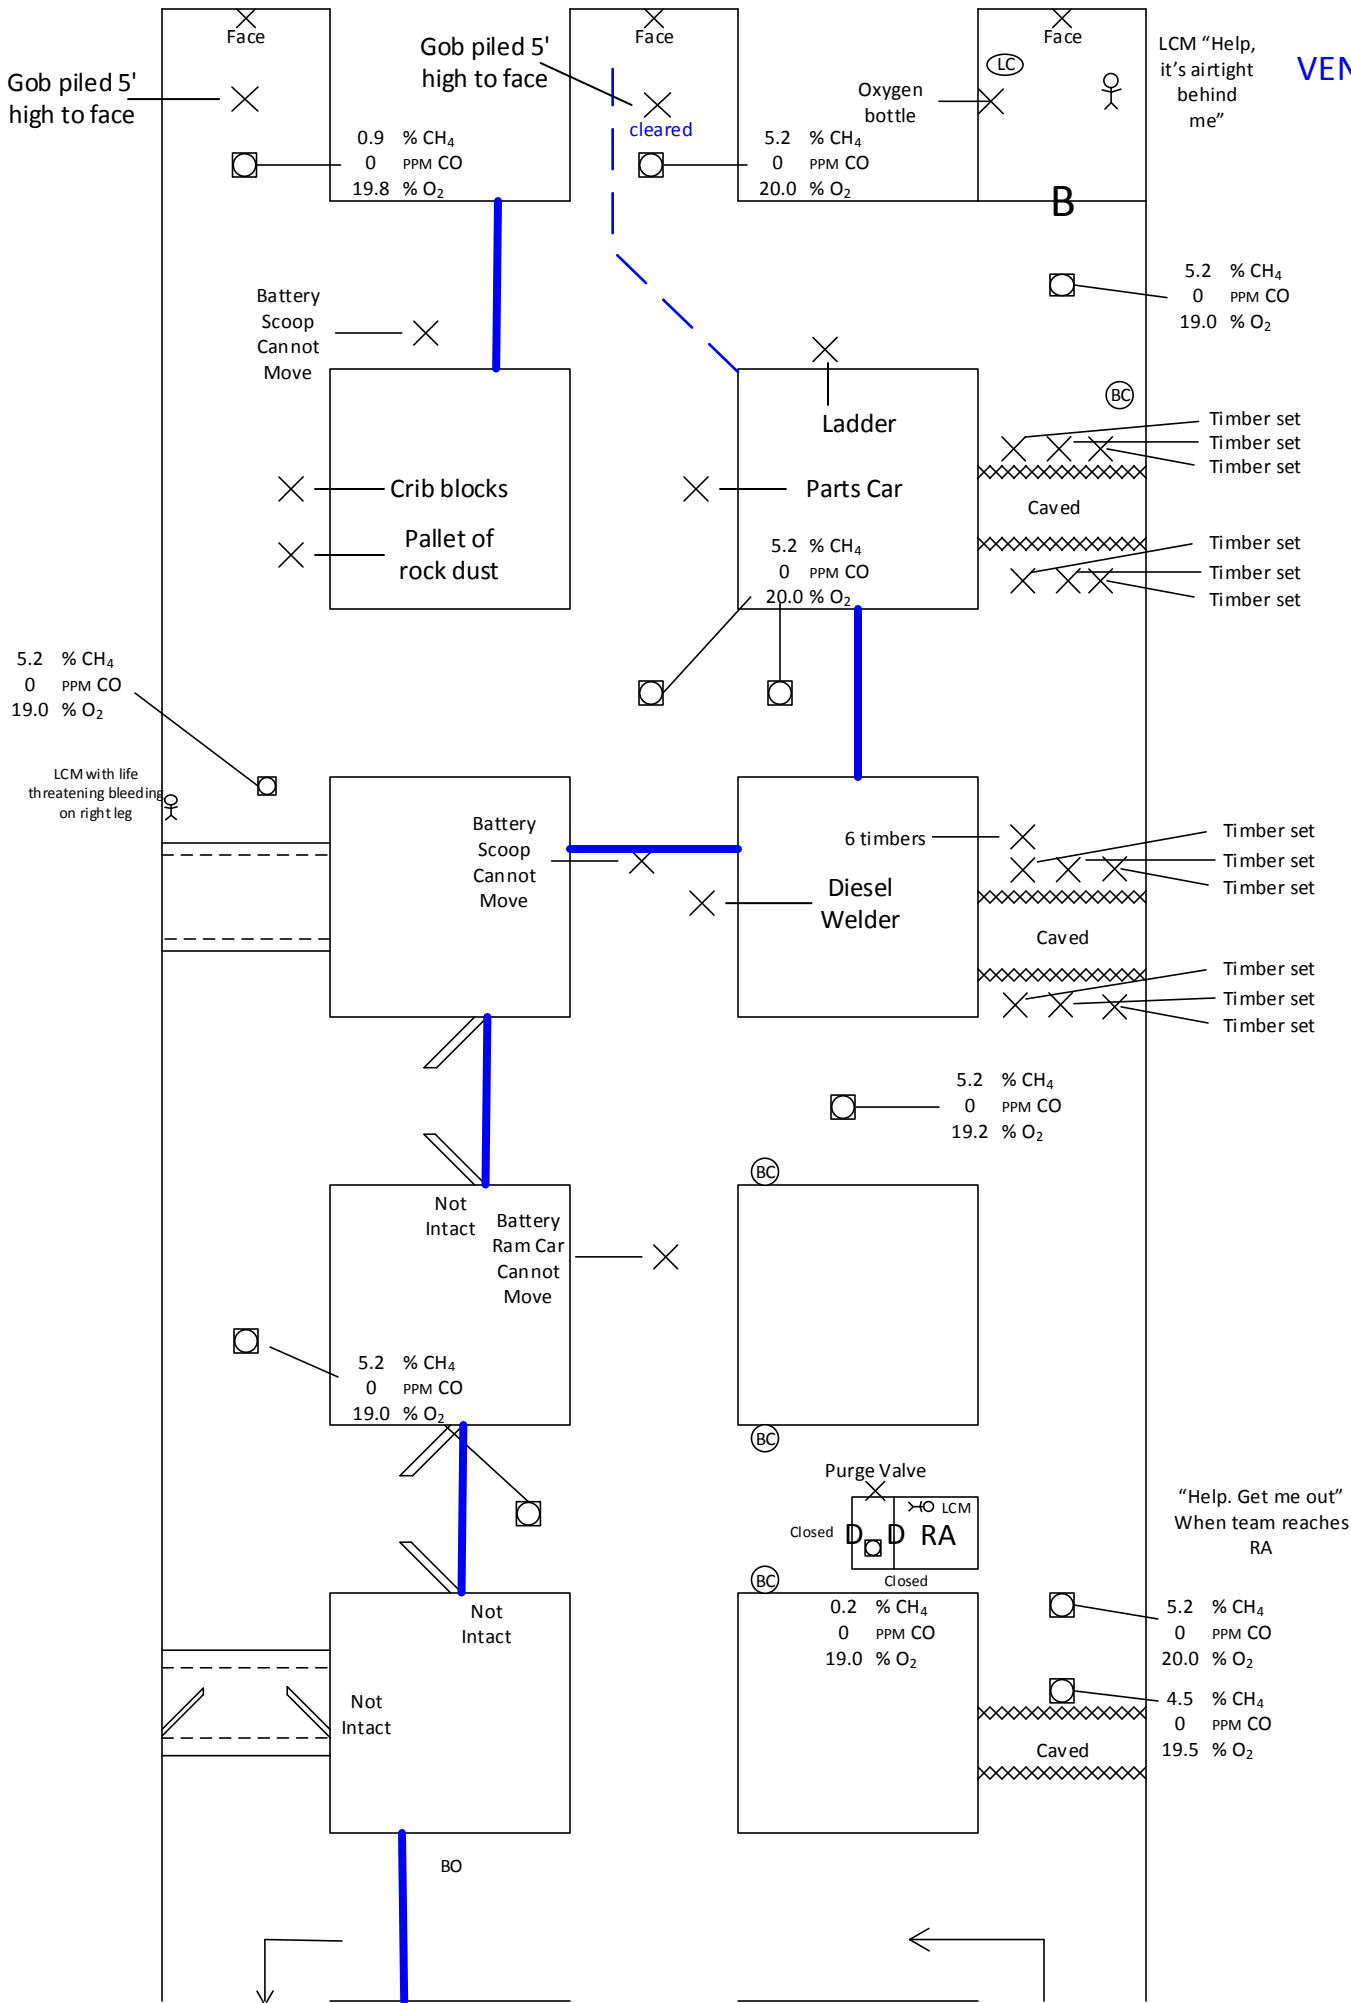 Face
Face
Face
Gob piled 5'
high to face
Gob piled 5'
high to face
cleared
LC
Oxygen
bottle
LCM “Help,
it’s airtight
behind
me”
VEN
0.9 % CH₄
0 PPM CO
19.8 % O₂
5.2 % CH₄
0 PPM CO
20.0 % O₂
B
5.2 % CH₄
0 PPM CO
19.0 % O₂
Battery
Scoop
Cannot
Move
BC
Ladder
Timber set
Timber set
Timber set
Crib blocks
Parts Car
Caved
Pallet of
rock dust
5.2 % CH₄
0 PPM CO
20.0 % O₂
Timber set
Timber set
Timber set
5.2 % CH₄
0 PPM CO
19.0 % O₂
LCM with life
threatening bleeding
on right leg
Battery
Scoop
Cannot
Move
6 timbers
Diesel
Welder
Timber set
Timber set
Timber set
Caved
Timber set
Timber set
Timber set
5.2 % CH₄
0 PPM CO
19.2 % O₂
BC
Not
Intact
Battery
Ram Car
Cannot
Move
5.2 % CH₄
0 PPM CO
19.0 % O₂
BC
Purge Valve
LCM
Closed
D D RA
Closed
“Help. Get me out”
When team reaches
RA
BC
Not
Intact
0.2 % CH₄
0 PPM CO
19.0 % O₂
5.2 % CH₄
0 PPM CO
20.0 % O₂
Not
Intact
4.5 % CH₄
0 PPM CO
19.5 % O₂
Caved
BO